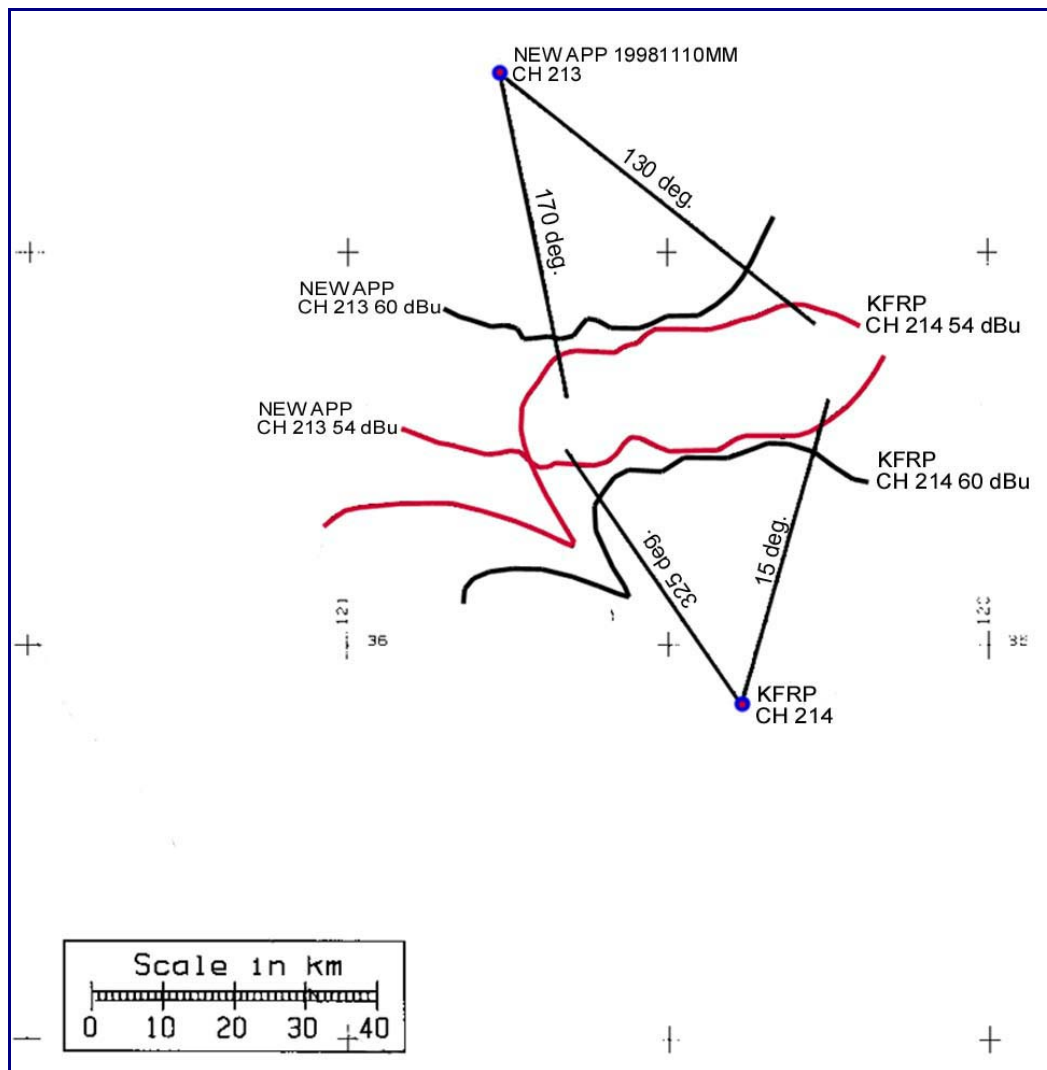 NEW APP 19981110MM
CH 213
130 deg.
170 deg.
NEW APP
CH 213 60 dBu
KFRP
CH 214 54 dBu
NEW APP
CH 213 54 dBu
KFRP
CH 214 60 dBu
325 deg.
15 deg.
121
36
120
KFRP
CH 214
Scale in km
0 10 20 30 40